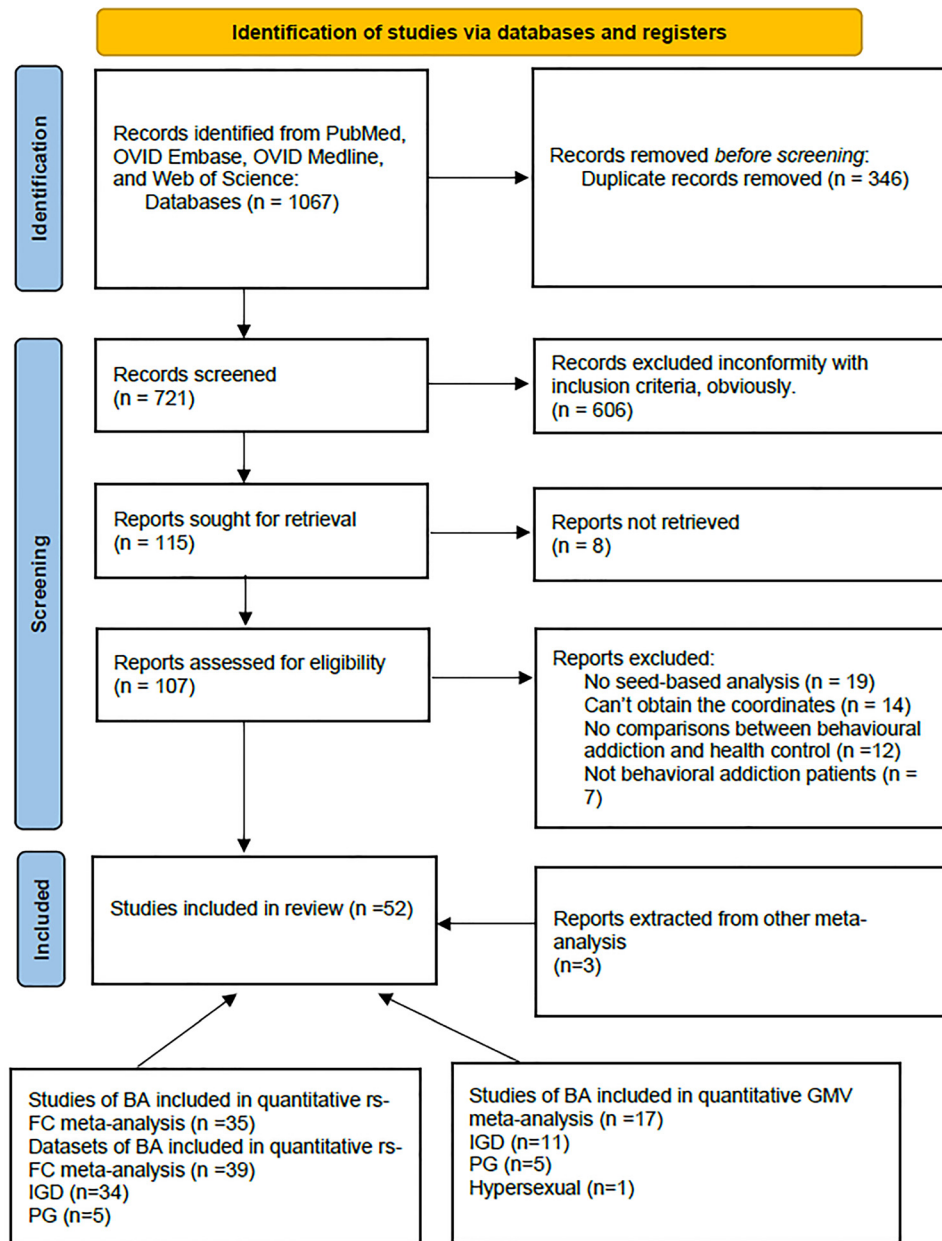 Identification of studies via databases and registers
Identification
Records identified from PubMed,
OVID Embase, OVID Medline,
and Web of Science:
Databases (n = 1067)
Records removed before screening:
Duplicate records removed (n = 346)
Screening
Records screened
(n = 721)
Records excluded inconformity with
inclusion criteria, obviously.
(n = 606)
Reports sought for retrieval
(n = 115)
Reports not retrieved
(n = 8)
Reports assessed for eligibility
(n = 107)
Reports excluded:
No seed-based analysis (n = 19)
Can't obtain the coordinates (n = 14)
No comparisons between behavioural
addiction and health control (n =12)
Not behavioral addiction patients (n =
7)
Included
Studies included in review (n =52)
Reports extracted from other meta-
analysis
(n=3)
Studies of BA included in quantitative rs-
FC meta-analysis (n =35)
Datasets of BA included in quantitative rs-
FC meta-analysis (n =39)
IGD (n=34)
PG (n=5)
Studies of BA included in quantitative GMV
meta-analysis (n =17)
IGD (n=11)
PG (n=5)
Hypersexual (n=1)